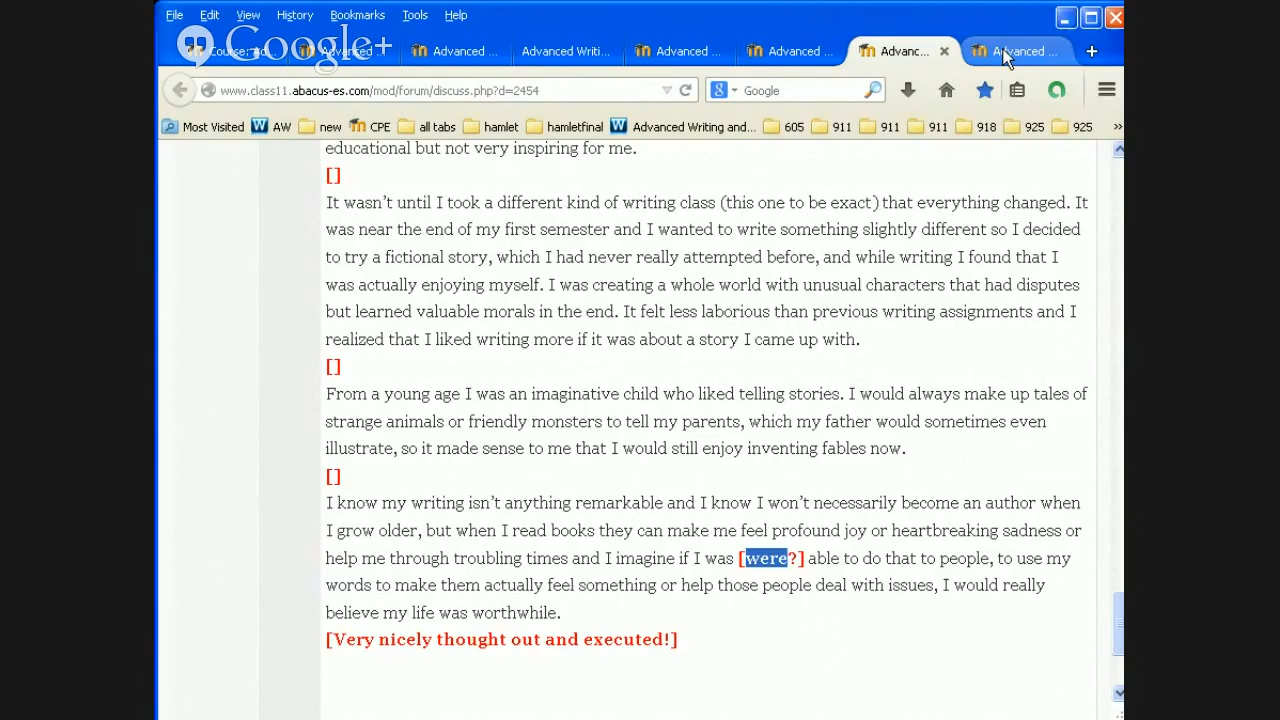 File Edit View History Bookmarks Tools Help
Google+
Advanced ... Advanced Writi... Advanced ... Advanced ... Advanc... Advanced ...
www.class11.abacus-es.com/mod/forum/discuss.php?d=2454 Google
Most Visited AW new CPE all tabs hamlet hamletfinal Advanced Writing and... 605 911 911 911 918 925 925 »
educational but not very inspiring for me.
[]
It wasn't until I took a different kind of writing class (this one to be exact) that everything changed. It
was near the end of my first semester and I wanted to write something slightly different so I decided
to try a fictional story, which I had never really attempted before, and while writing I found that I
was actually enjoying myself. I was creating a whole world with unusual characters that had disputes
but learned valuable morals in the end. It felt less laborious than previous writing assignments and I
realized that I liked writing more if it was about a story I came up with.
[]
From a young age I was an imaginative child who liked telling stories. I would always make up tales of
strange animals or friendly monsters to tell my parents, which my father would sometimes even
illustrate, so it made sense to me that I would still enjoy inventing fables now.
[]
I know my writing isn't anything remarkable and I know I won't necessarily become an author when
I grow older, but when I read books they can make me feel profound joy or heartbreaking sadness or
help me through troubling times and I imagine if I was [were?] able to do that to people, to use my
words to make them actually feel something or help those people deal with issues, I would really
believe my life was worthwhile.
[Very nicely thought out and executed!]